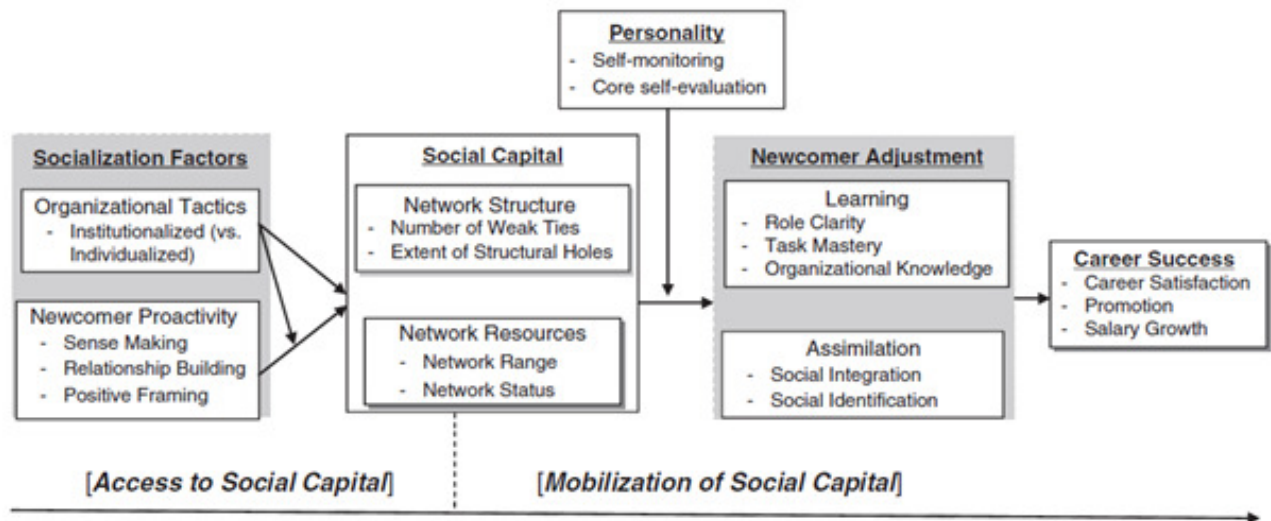 Personality
- Self-monitoring
- Core self-evaluation
Socialization Factors
Organizational Tactics
- Institutionalized (vs.
Individualized)
Newcomer Proactivity
- Sense Making
- Relationship Building
- Positive Framing
Social Capital
Network Structure
- Number of Weak Ties
- Extent of Structural Holes
Network Resources
- Network Range
- Network Status
Newcomer Adjustment
Learning
- Role Clarity
- Task Mastery
- Organizational Knowledge
Assimilation
- Social Integration
- Social Identification
Career Success
- Career Satisfaction
- Promotion
- Salary Growth
[Access to Social Capital]
[Mobilization of Social Capital]